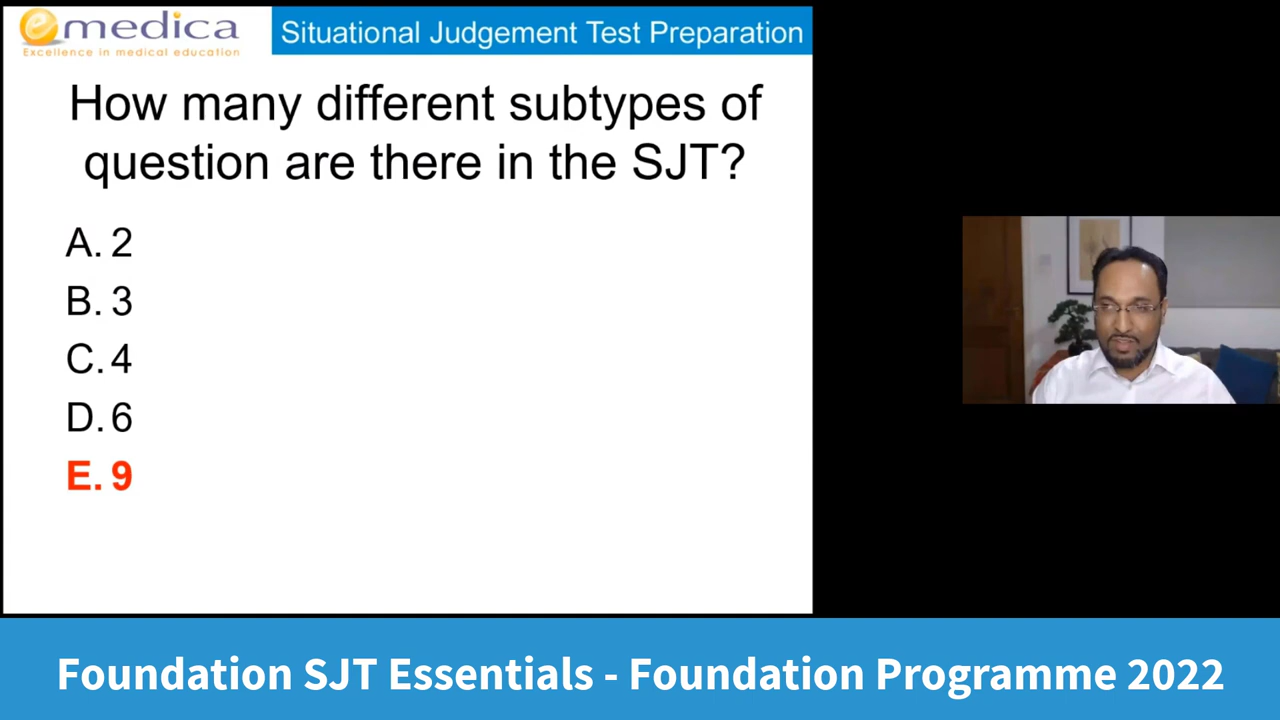 emedica
Excellence in medical education
Situational Judgement Test Preparation
How many different subtypes of
question are there in the SJT?
A. 2
B. 3
C. 4
D. 6
E. 9
Foundation SJT Essentials - Foundation Programme 2022